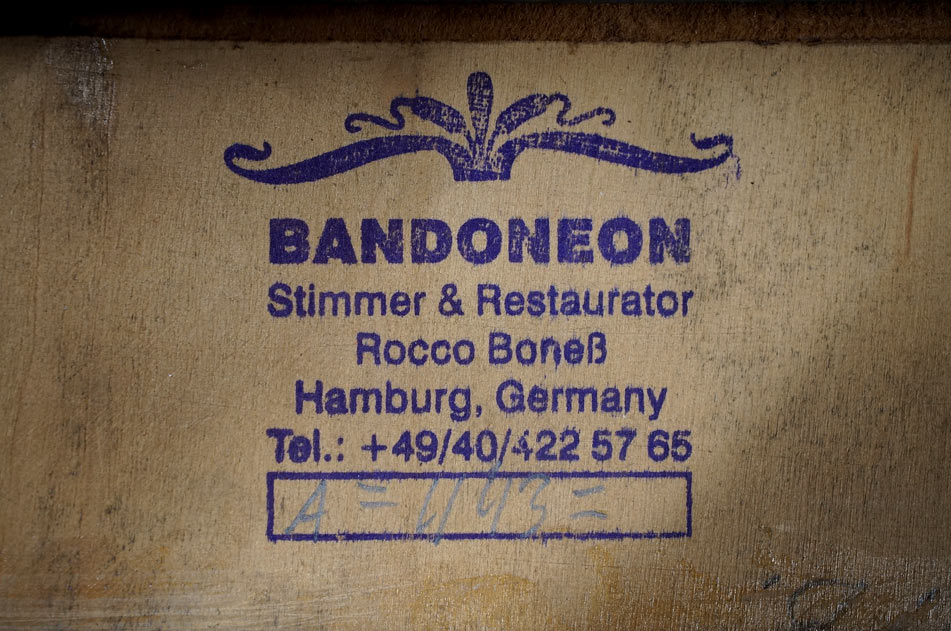 BANDONEON
Stimmer & Restaurator
Rocco Boneß
Hamburg, Germany
Tel.: +49/40/422 57 65
A = 443 =